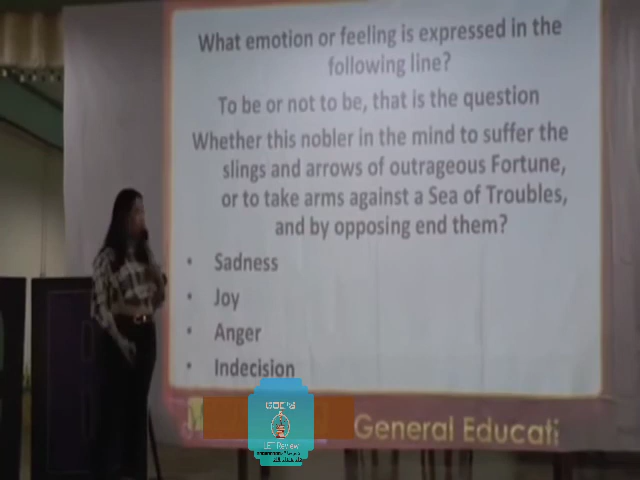 What emotion or feeling is expressed in the
following line?
To be or not to be, that is the question
Whether this nobler in the mind to suffer the
slings and arrows of outrageous Fortune,
or to take arms against a Sea of Troubles,
and by opposing end them?
• Sadness
• Joy
• Anger
• Indecision
LET Review
General Educati